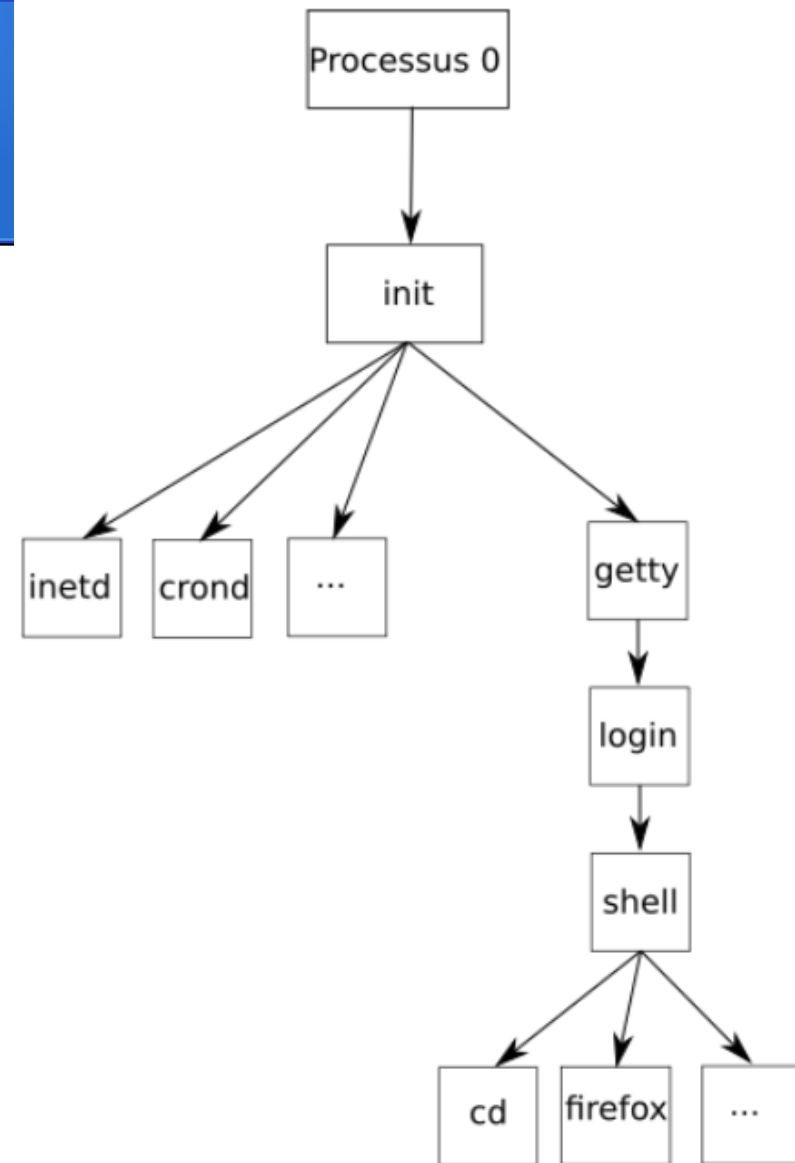 Processus 0
init
inetd
crond
...
getty
login
shell
cd
firefox
...